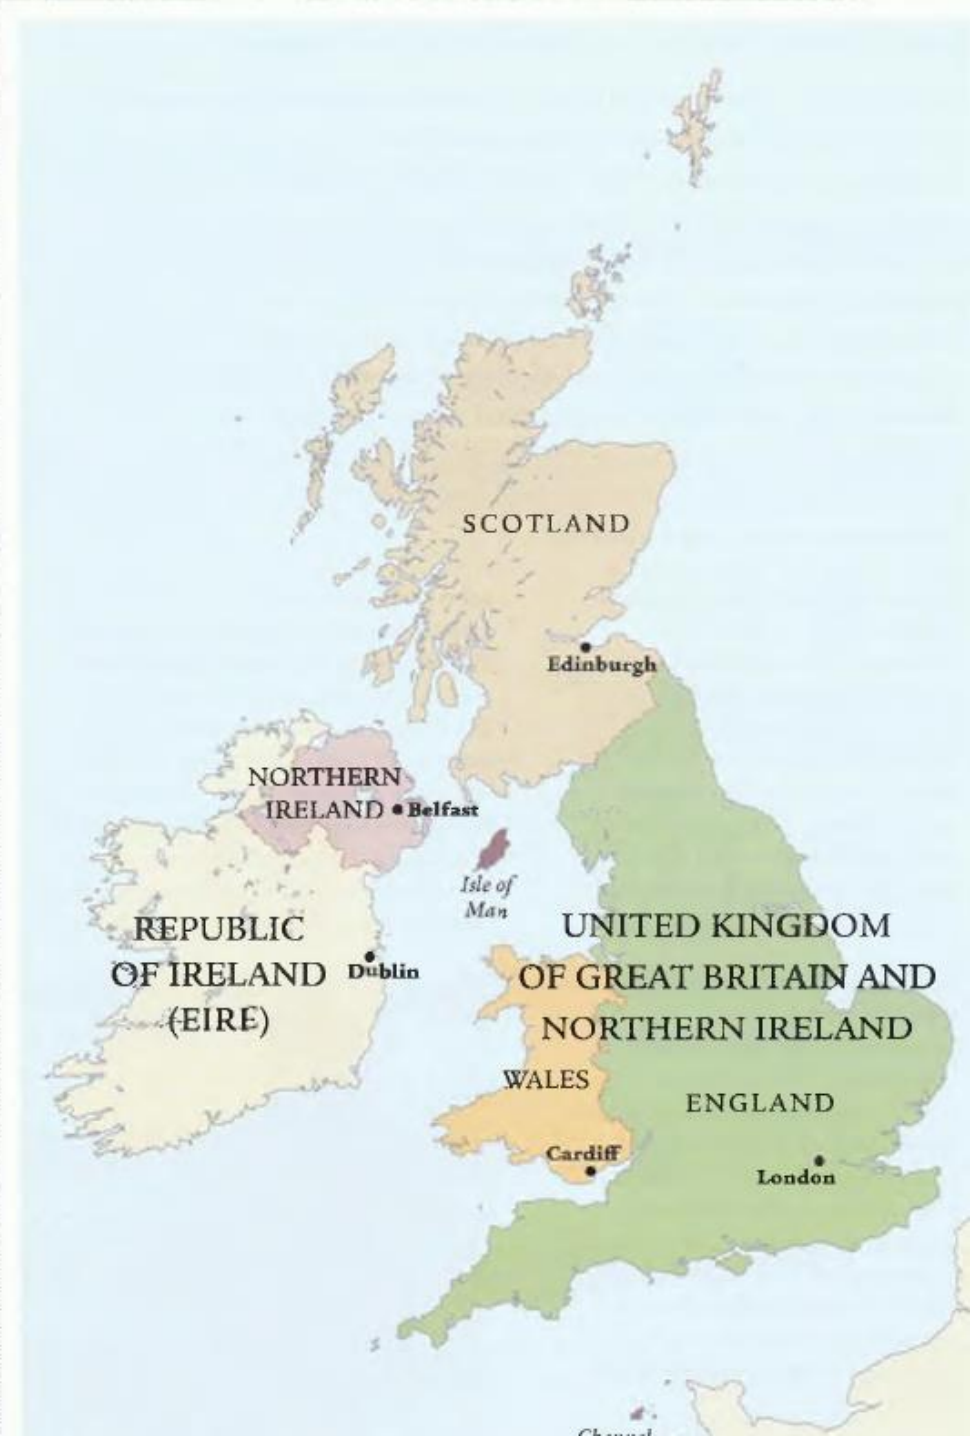 SCOTLAND
Edinburgh
NORTHERN
IRELAND
Belfast
Isle of
Man
REPUBLIC
OF IRELAND
(EIRE)
Dublin
UNITED KINGDOM
OF GREAT BRITAIN AND
NORTHERN IRELAND
WALES
ENGLAND
Cardiff
London
Channel